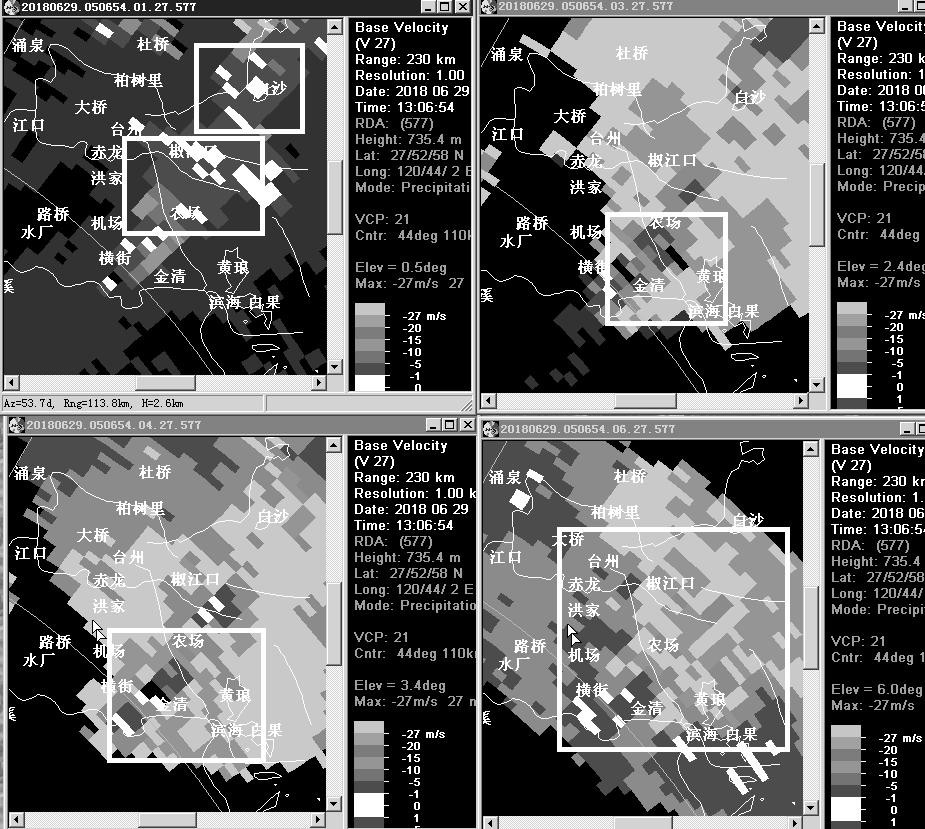 20180629.050654.01.27.577
涌泉
杜桥
柏树里
白沙
大桥
江口
台州
赤龙
椒江口
洪家
路桥
机场
农场
水厂
横街
金清
黄琅
滨海 白果
Base Velocity
(V 27)
Range: 230 km
Resolution: 1.00
Date: 2018 06 29
Time: 13:06:54
RDA: (577)
Height: 735.4 m
Lat: 27/52/58 N
Long: 120/44/ 2 E
Mode: Precipitati
VCP: 21
Cntr: 44deg 110k
Elev = 0.5deg
Max: -27m/s 27
-27 m/s
-20
-15
-10
-5
-1
0
Az=53.7d, Rng=113.8km, H=2.6km
20180629.050654.03.27.577
涌泉
杜桥
柏树里
白沙
大桥
江口
台州
赤龙
椒江口
洪家
路桥
机场
农场
水厂
横街
金清
黄琅
滨海 白果
Base Velocity
(V 27)
Range: 230 k
Resolution: 1
Date: 2018 0
Time: 13:06:5
RDA: (577)
Height: 735.4
Lat: 27/52/5
Long: 120/44
Mode: Precip
VCP: 21
Cntr: 44deg
Elev = 2.4deg
Max: -27m/s
-27 m/s
-20
-15
-10
-5
-1
0
1
20180629.050654.04.27.577
涌泉
杜桥
柏树里
白沙
大桥
江口
台州
赤龙
椒江口
洪家
路桥
机场
农场
水厂
横街
金清
黄琅
滨海 白果
Base Velocity
(V 27)
Range: 230 km
Resolution: 1.00 k
Date: 2018 06 29
Time: 13:06:54
RDA: (577)
Height: 735.4 m
Lat: 27/52/58 N
Long: 120/44/ 2 E
Mode: Precipitatio
VCP: 21
Cntr: 44deg 110k
Elev = 3.4deg
Max: -27m/s 27 n
-27 m/s
-20
-15
-10
-5
-1
0
1
20180629.050654.06.27.577
涌泉
杜桥
柏树里
白沙
大桥
江口
台州
赤龙
椒江口
洪家
路桥
机场
农场
水厂
横街
金清
黄琅
滨海 白果
Base Velocity
(V 27)
Range: 230 k
Resolution: 1.
Date: 2018 06
Time: 13:06:5
RDA: (577)
Height: 735.4
Lat: 27/52/58
Long: 120/44
Mode: Precip
VCP: 21
Cntr: 44deg 1
Elev = 6.0deg
Max: -27m/s
-27 m/s
-20
-15
-10
-5
-1
0
1